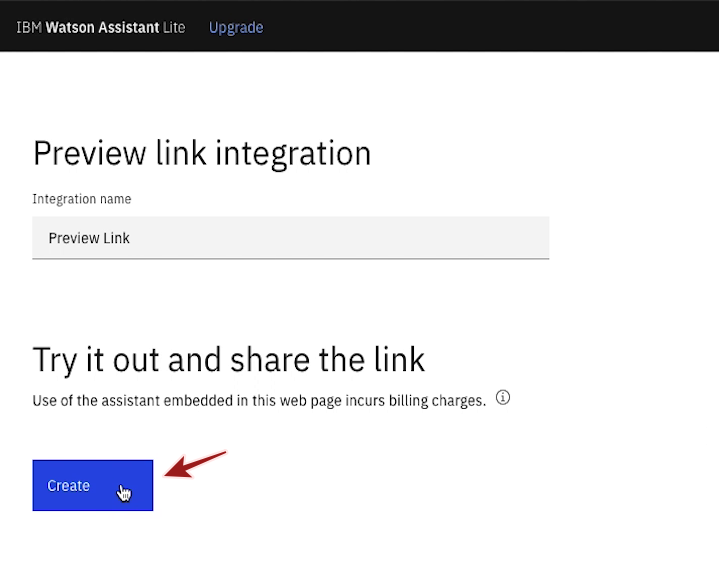 IBM Watson Assistant Lite Upgrade
Preview link integration
Integration name
Preview Link
Try it out and share the link
Use of the assistant embedded in this web page incurs billing charges.
Create